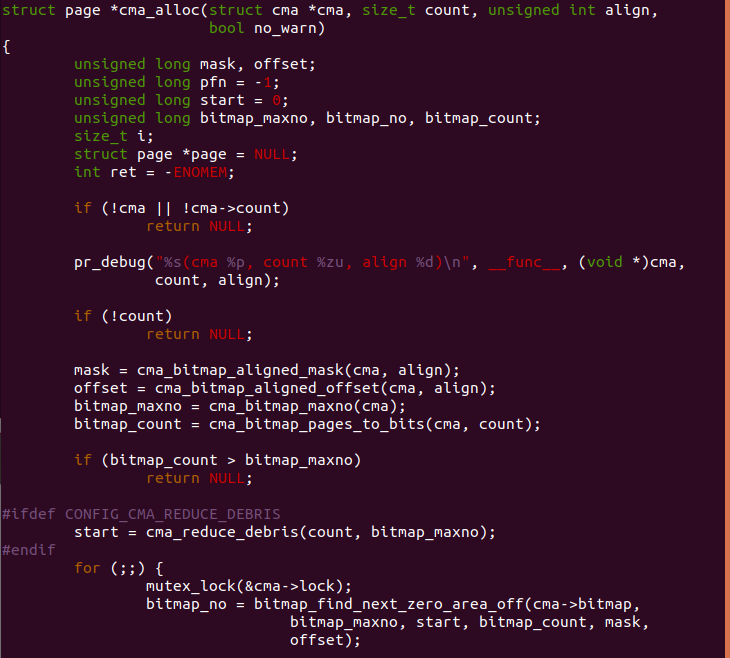 struct page *cma_alloc(struct cma *cma, size_t count, unsigned int align,
                       bool no_warn)
{
        unsigned long mask, offset;
        unsigned long pfn = -1;
        unsigned long start = 0;
        unsigned long bitmap_maxno, bitmap_no, bitmap_count;
        size_t i;
        struct page *page = NULL;
        int ret = -ENOMEM;

        if (!cma || !cma->count)
                return NULL;

        pr_debug("%s(cma %p, count %zu, align %d)\n", __func__, (void *)cma,
                 count, align);

        if (!count)
                return NULL;

        mask = cma_bitmap_aligned_mask(cma, align);
        offset = cma_bitmap_aligned_offset(cma, align);
        bitmap_maxno = cma_bitmap_maxno(cma);
        bitmap_count = cma_bitmap_pages_to_bits(cma, count);

        if (bitmap_count > bitmap_maxno)
                return NULL;

#ifdef CONFIG_CMA_REDUCE_DEBRIS
        start = cma_reduce_debris(count, bitmap_maxno);
#endif
        for (;;) {
                mutex_lock(&cma->lock);
                bitmap_no = bitmap_find_next_zero_area_off(cma->bitmap,
                                bitmap_maxno, start, bitmap_count, mask,
                                offset);